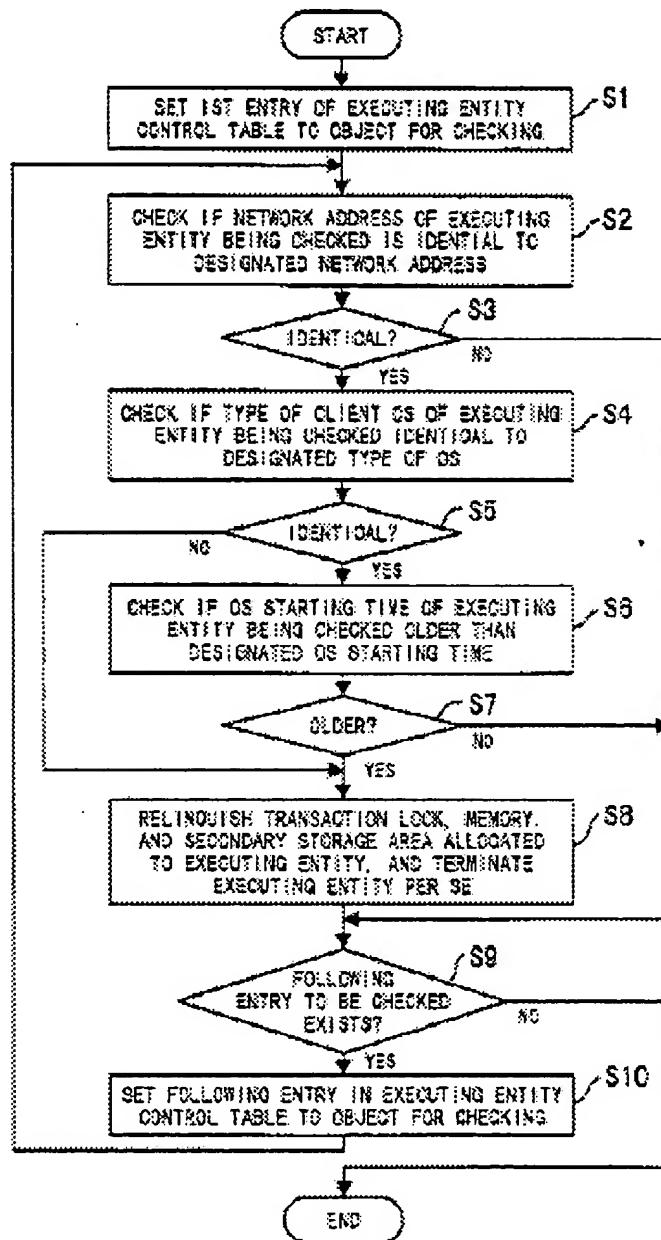 START
S1
SET 1ST ENTRY OF EXECUTING ENTITY
CONTROL TABLE TO OBJECT FOR CHECKING
S2
CHECK IF NETWORK ADDRESS OF EXECUTING
ENTITY BEING CHECKED IS IDENTIAL TO
DESIGNATED NETWORK ADDRESS
S3
IDENTICAL?
NO
YES
S4
CHECK IF TYPE OF CLIENT OS OF EXECUTING
ENTITY BEING CHECKED IDENTICAL TO
DESIGNATED TYPE OF OS
S5
IDENTICAL?
NO
YES
S6
CHECK IF OS STARTING TIME OF EXECUTING
ENTITY BEING CHECKED OLDER THAN
DESIGNATED OS STARTING TIME
S7
OLDER?
NO
YES
S8
RELINQUISH TRANSACTION LOCK, MEMORY,
AND SECONDARY STORAGE AREA ALLOCATED
TO EXECUTING ENTITY, AND TERMINATE
EXECUTING ENTITY PER SE
S9
FOLLOWING
ENTRY TO BE CHECKED
EXISTS?
NO
YES
S10
SET FOLLOWING ENTRY IN EXECUTING ENTITY
CONTROL TABLE TO OBJECT FOR CHECKING
END